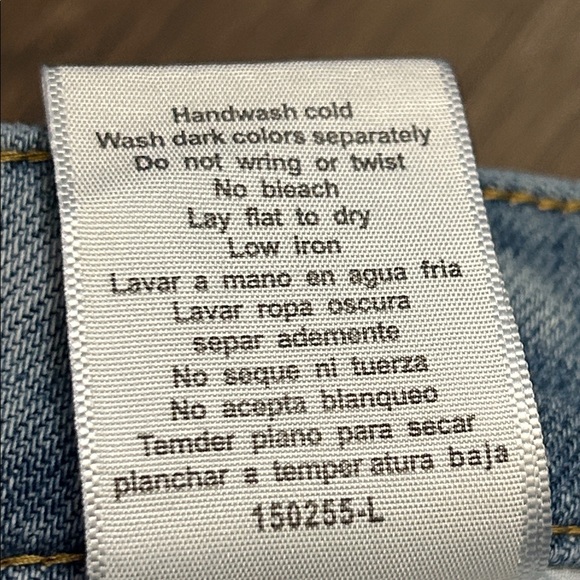 Handwash cold
Wash dark colors separately
Do not wring or twist
No bleach
Lay flat to dry
Low iron
Lavar a mano en agua fria
Lavar ropa oscura
separ ademente
No seque ni tuerza
No acepta blanqueo
Temder piano para secar
planchar a temper atura baja
150255-L